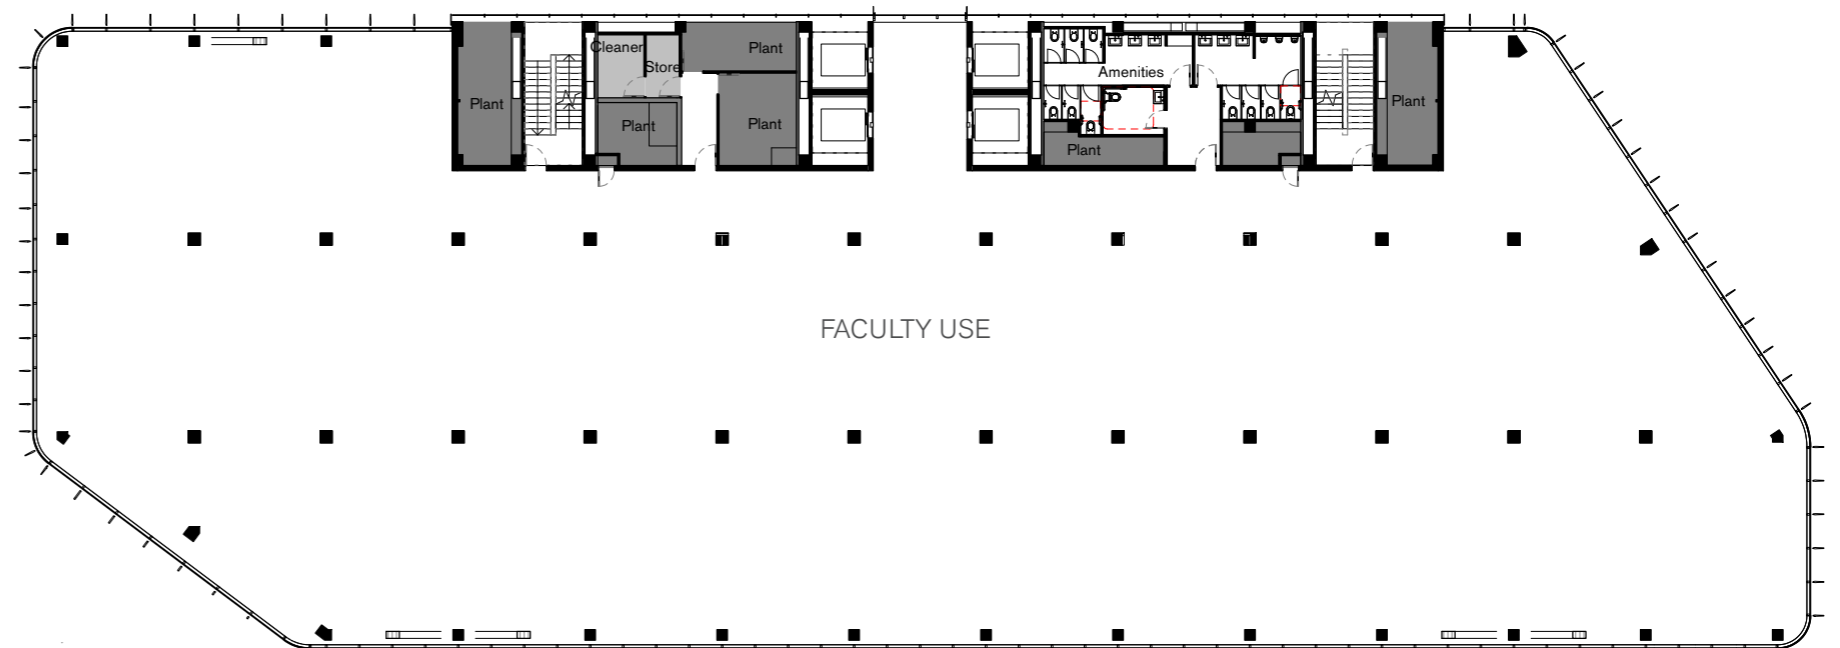 Cleaner
Plant
Store
Amenities
Plant
Plant
Plant
Plant
Plant
Plant
FACULTY USE